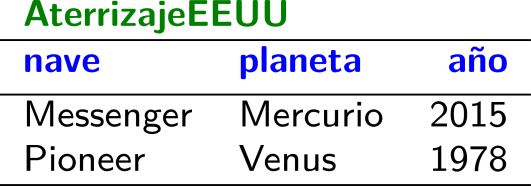 AterrizajeEEUU
nave planeta año
Messenger Mercurio 2015
Pioneer Venus 1978